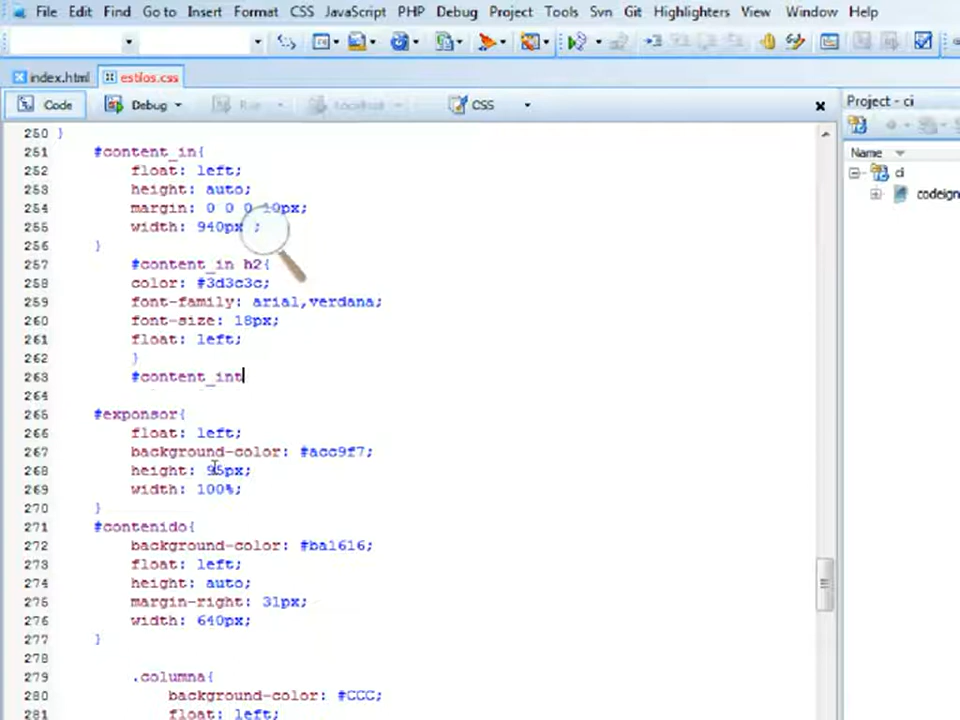 File Edit Find Go to Insert Format CSS JavaScript PHP Debug Project Tools Svn Git Highlighters View Window Help
index.html estilos.css
Code Debug Run Localhost CSS
250 }
251 #content_in{
252 float: left;
253 height: auto;
254 margin: 0 0 0 10px;
255 width: 940px ;
256 }
257 #content_in h2{
258 color: #3d3c3c;
259 font-family: arial,verdana;
260 font-size: 18px;
261 float: left;
262 }
263 #content_int
264
265 #exponsor{
266 float: left;
267 background-color: #acc9f7;
268 height: 95px;
269 width: 100%;
270 }
271 #contenido{
272 background-color: #ba1616;
273 float: left;
274 height: auto;
275 margin-right: 31px;
276 width: 640px;
277 }
278
279 .columna{
280 background-color: #CCC;
281 float: left;
Project - ci
Name
ci
codeign